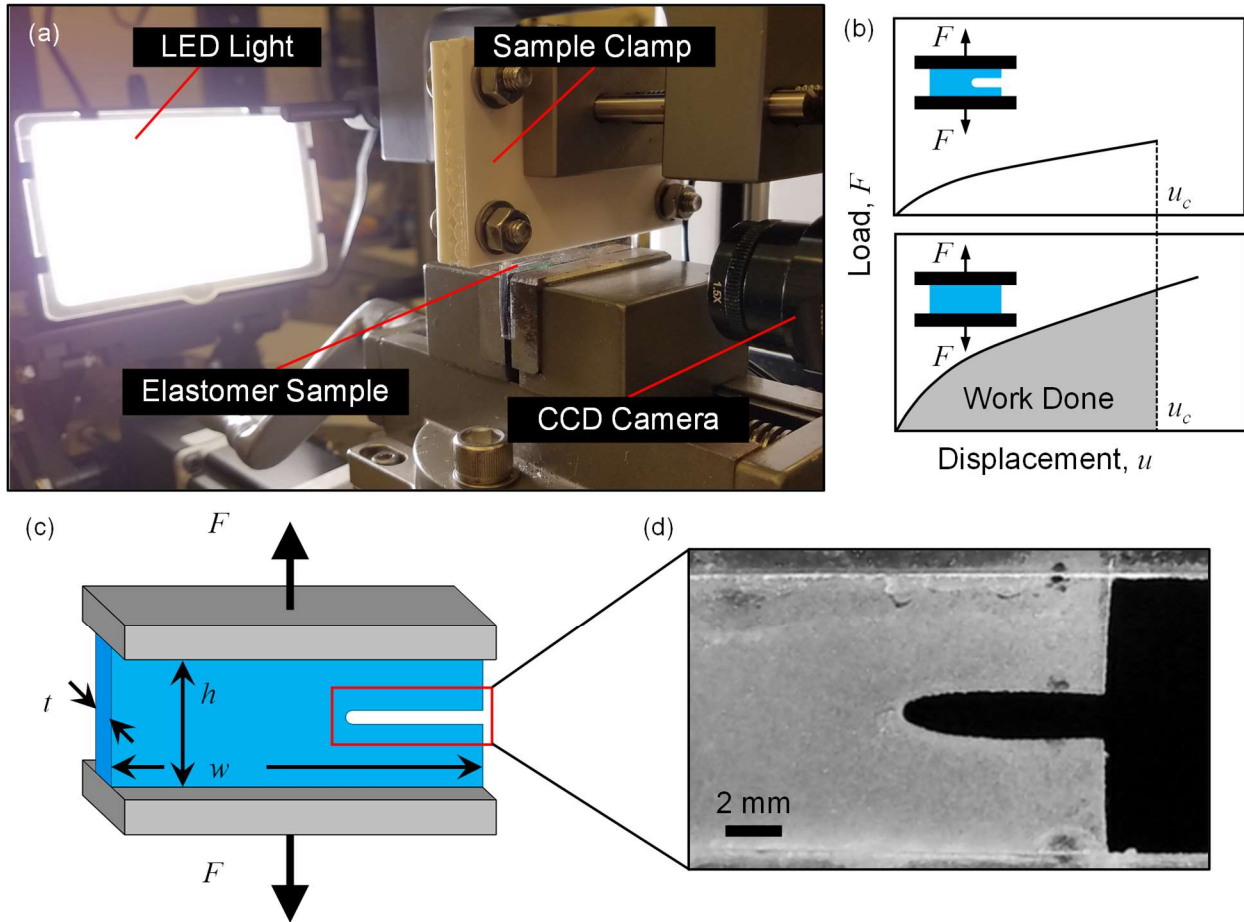 (a)
LED Light
Sample Clamp
1.5X
Elastomer Sample
CCD Camera
(b)
F
F
u_c
F
F
Work Done
u_c
Load, F
Displacement, u
(c)
F
t
h
w
F
(d)
2 mm